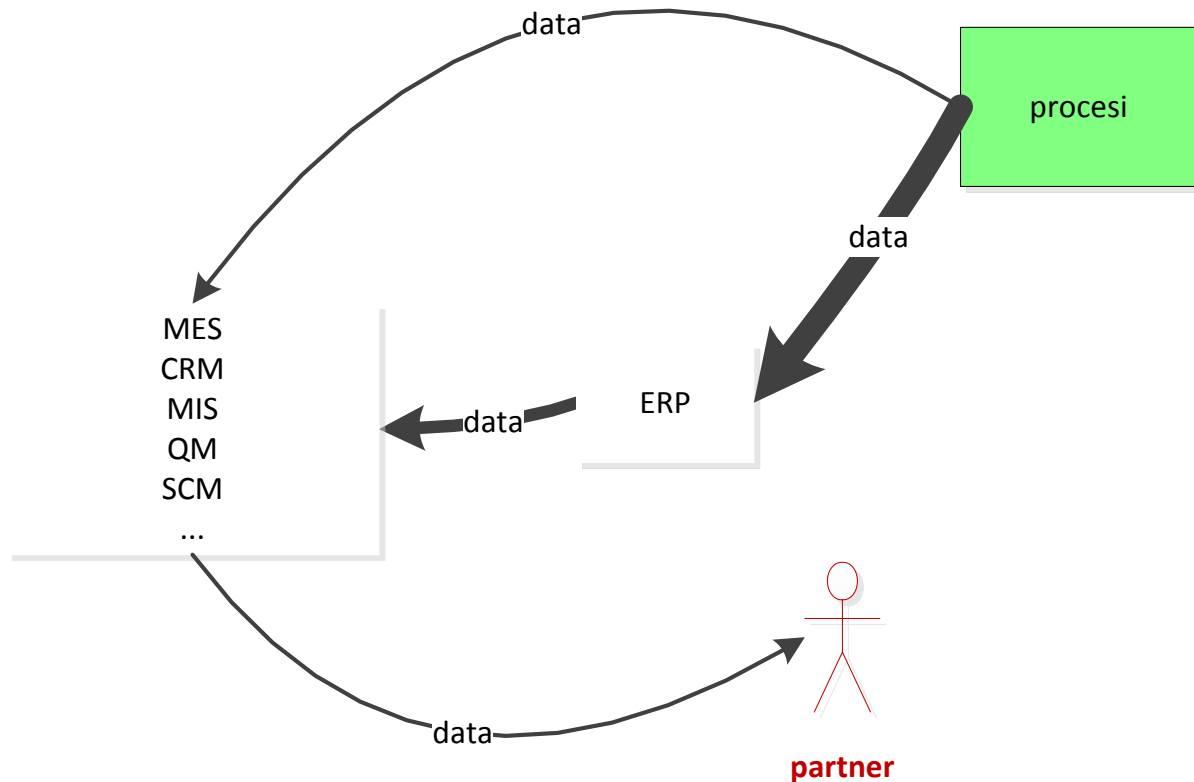 data
procesi
data
MES
CRM
MIS
QM
SCM
...
data
ERP
data
partner